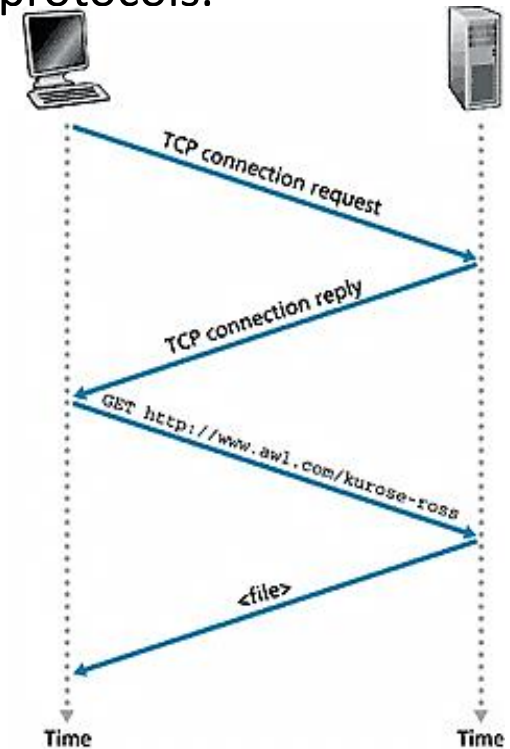 protocols.
TCP connection request
TCP connection reply
GET http://www.awl.com/kurose-ross
<file>
Time
Time